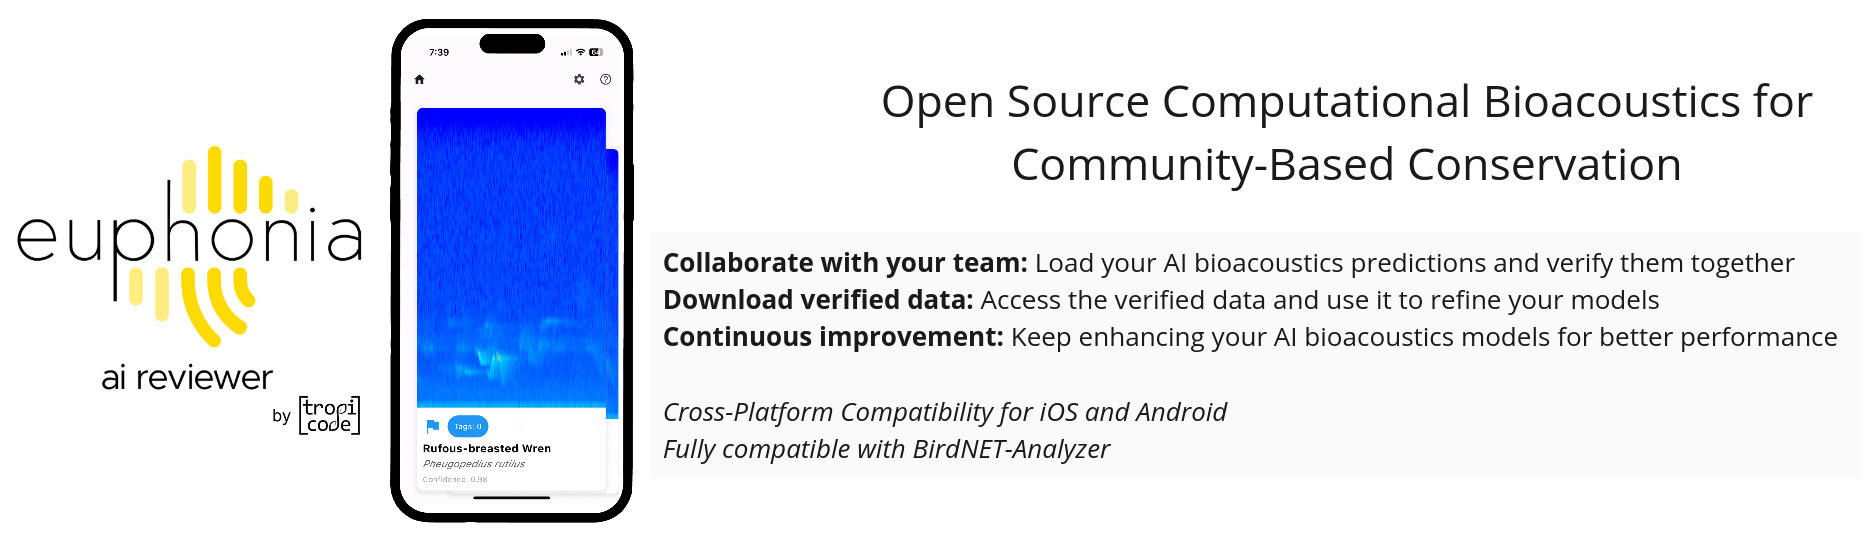 euphonia
ai reviewer
by [tropi
code]
7:39
64
Tags: 0
Rufous-breasted Wren
Pheugopedius rutilus
Confidence: 0.98
Open Source Computational Bioacoustics for
Community-Based Conservation
Collaborate with your team: Load your AI bioacoustics predictions and verify them together
Download verified data: Access the verified data and use it to refine your models
Continuous improvement: Keep enhancing your AI bioacoustics models for better performance
Cross-Platform Compatibility for iOS and Android
Fully compatible with BirdNET-Analyzer